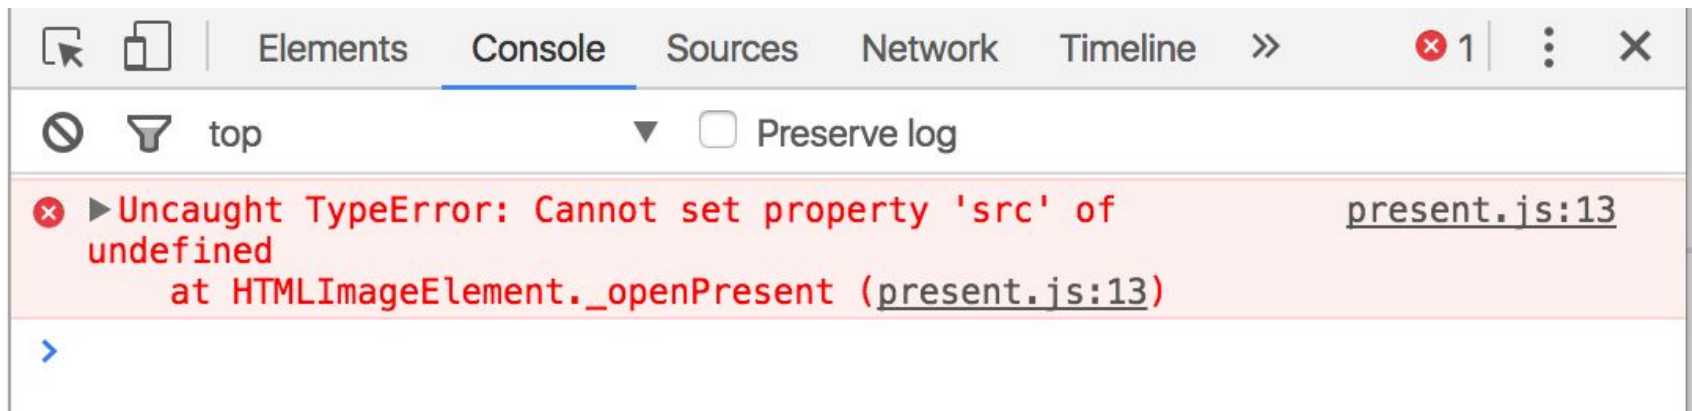 Elements Console Sources Network Timeline » 1
top ▼ Preserve log
▶Uncaught TypeError: Cannot set property 'src' of present.js:13
undefined
at HTMLImageElement._openPresent (present.js:13)